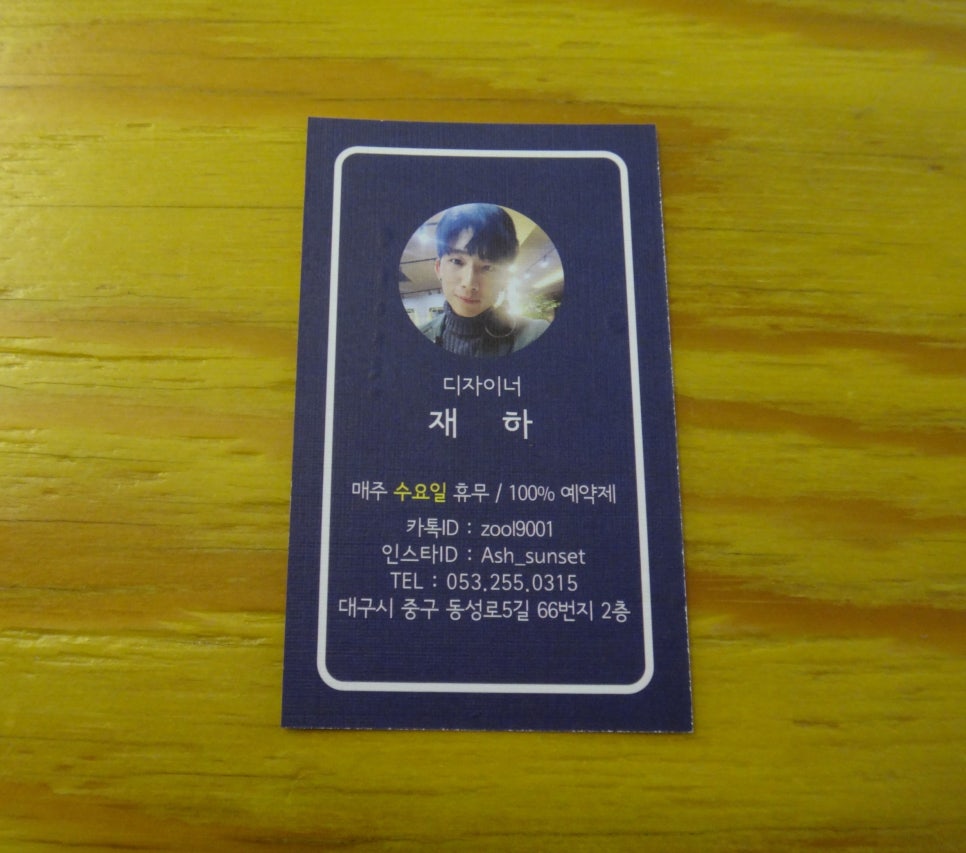 디자이너
재 하
매주 수요일 휴무 / 100% 예약제
카톡ID : zool9001
인스타ID : Ash_sunset
TEL : 053.255.0315
대구시 중구 동성로5길 66번지 2층